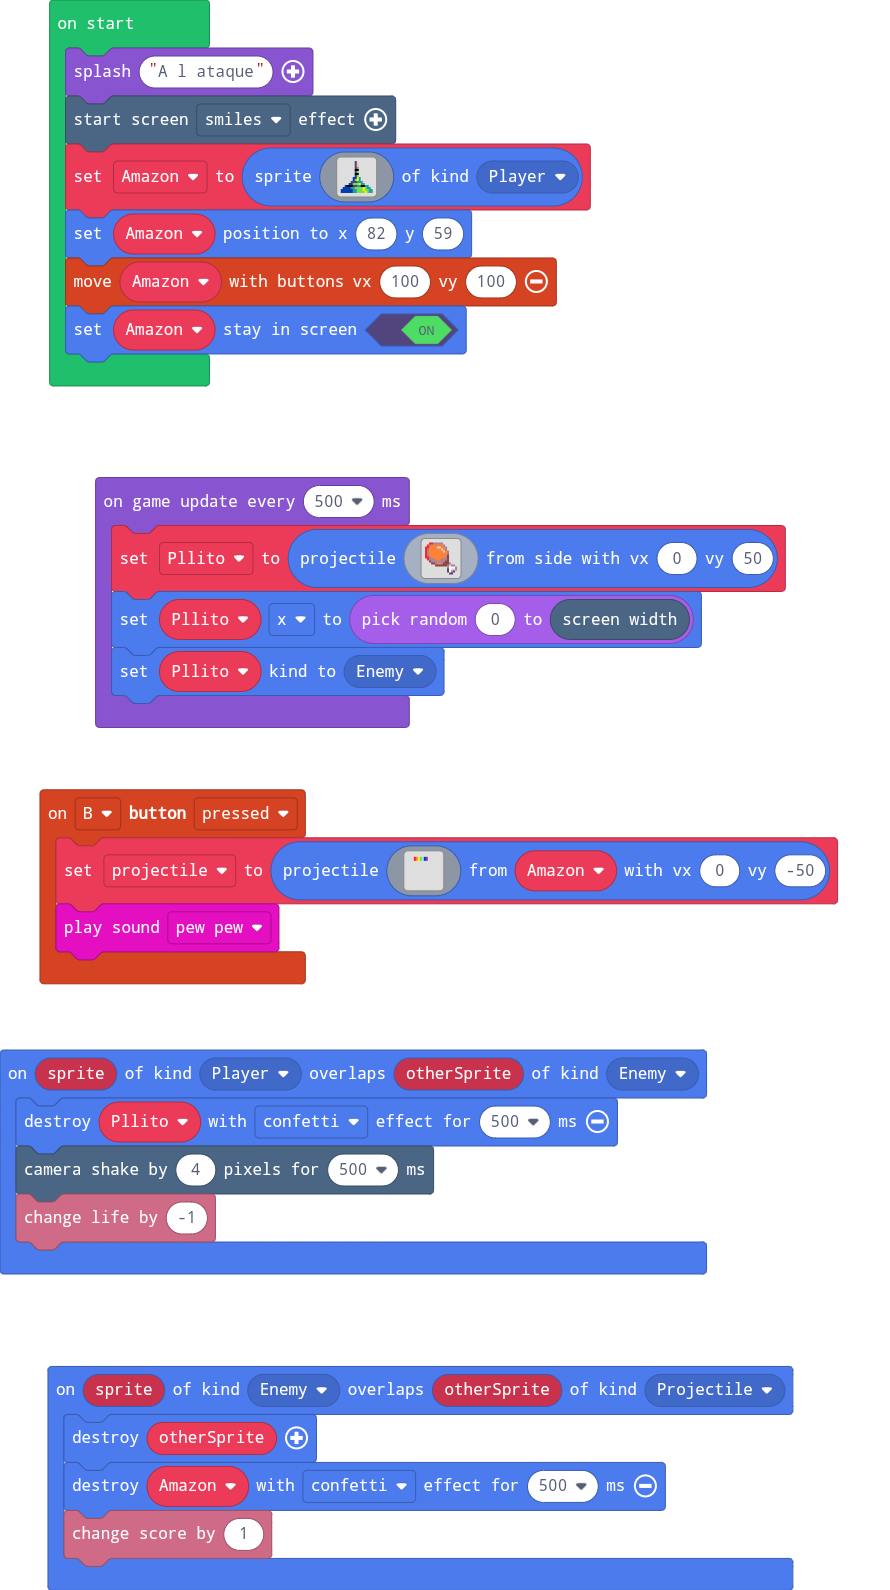 on start
splash "A l ataque"
start screen smiles effect
set Amazon to sprite of kind Player
set Amazon position to x 82 y 59
move Amazon with buttons vx 100 vy 100
set Amazon stay in screen ON
on game update every 500 ms
set Pllito to projectile from side with vx 0 vy 50
set Pllito x to pick random 0 to screen width
set Pllito kind to Enemy
on B button pressed
set projectile to projectile from Amazon with vx 0 vy -50
play sound pew pew
on sprite of kind Player overlaps otherSprite of kind Enemy
destroy Pllito with confetti effect for 500 ms
camera shake by 4 pixels for 500 ms
change life by -1
on sprite of kind Enemy overlaps otherSprite of kind Projectile
destroy otherSprite
destroy Amazon with confetti effect for 500 ms
change score by 1